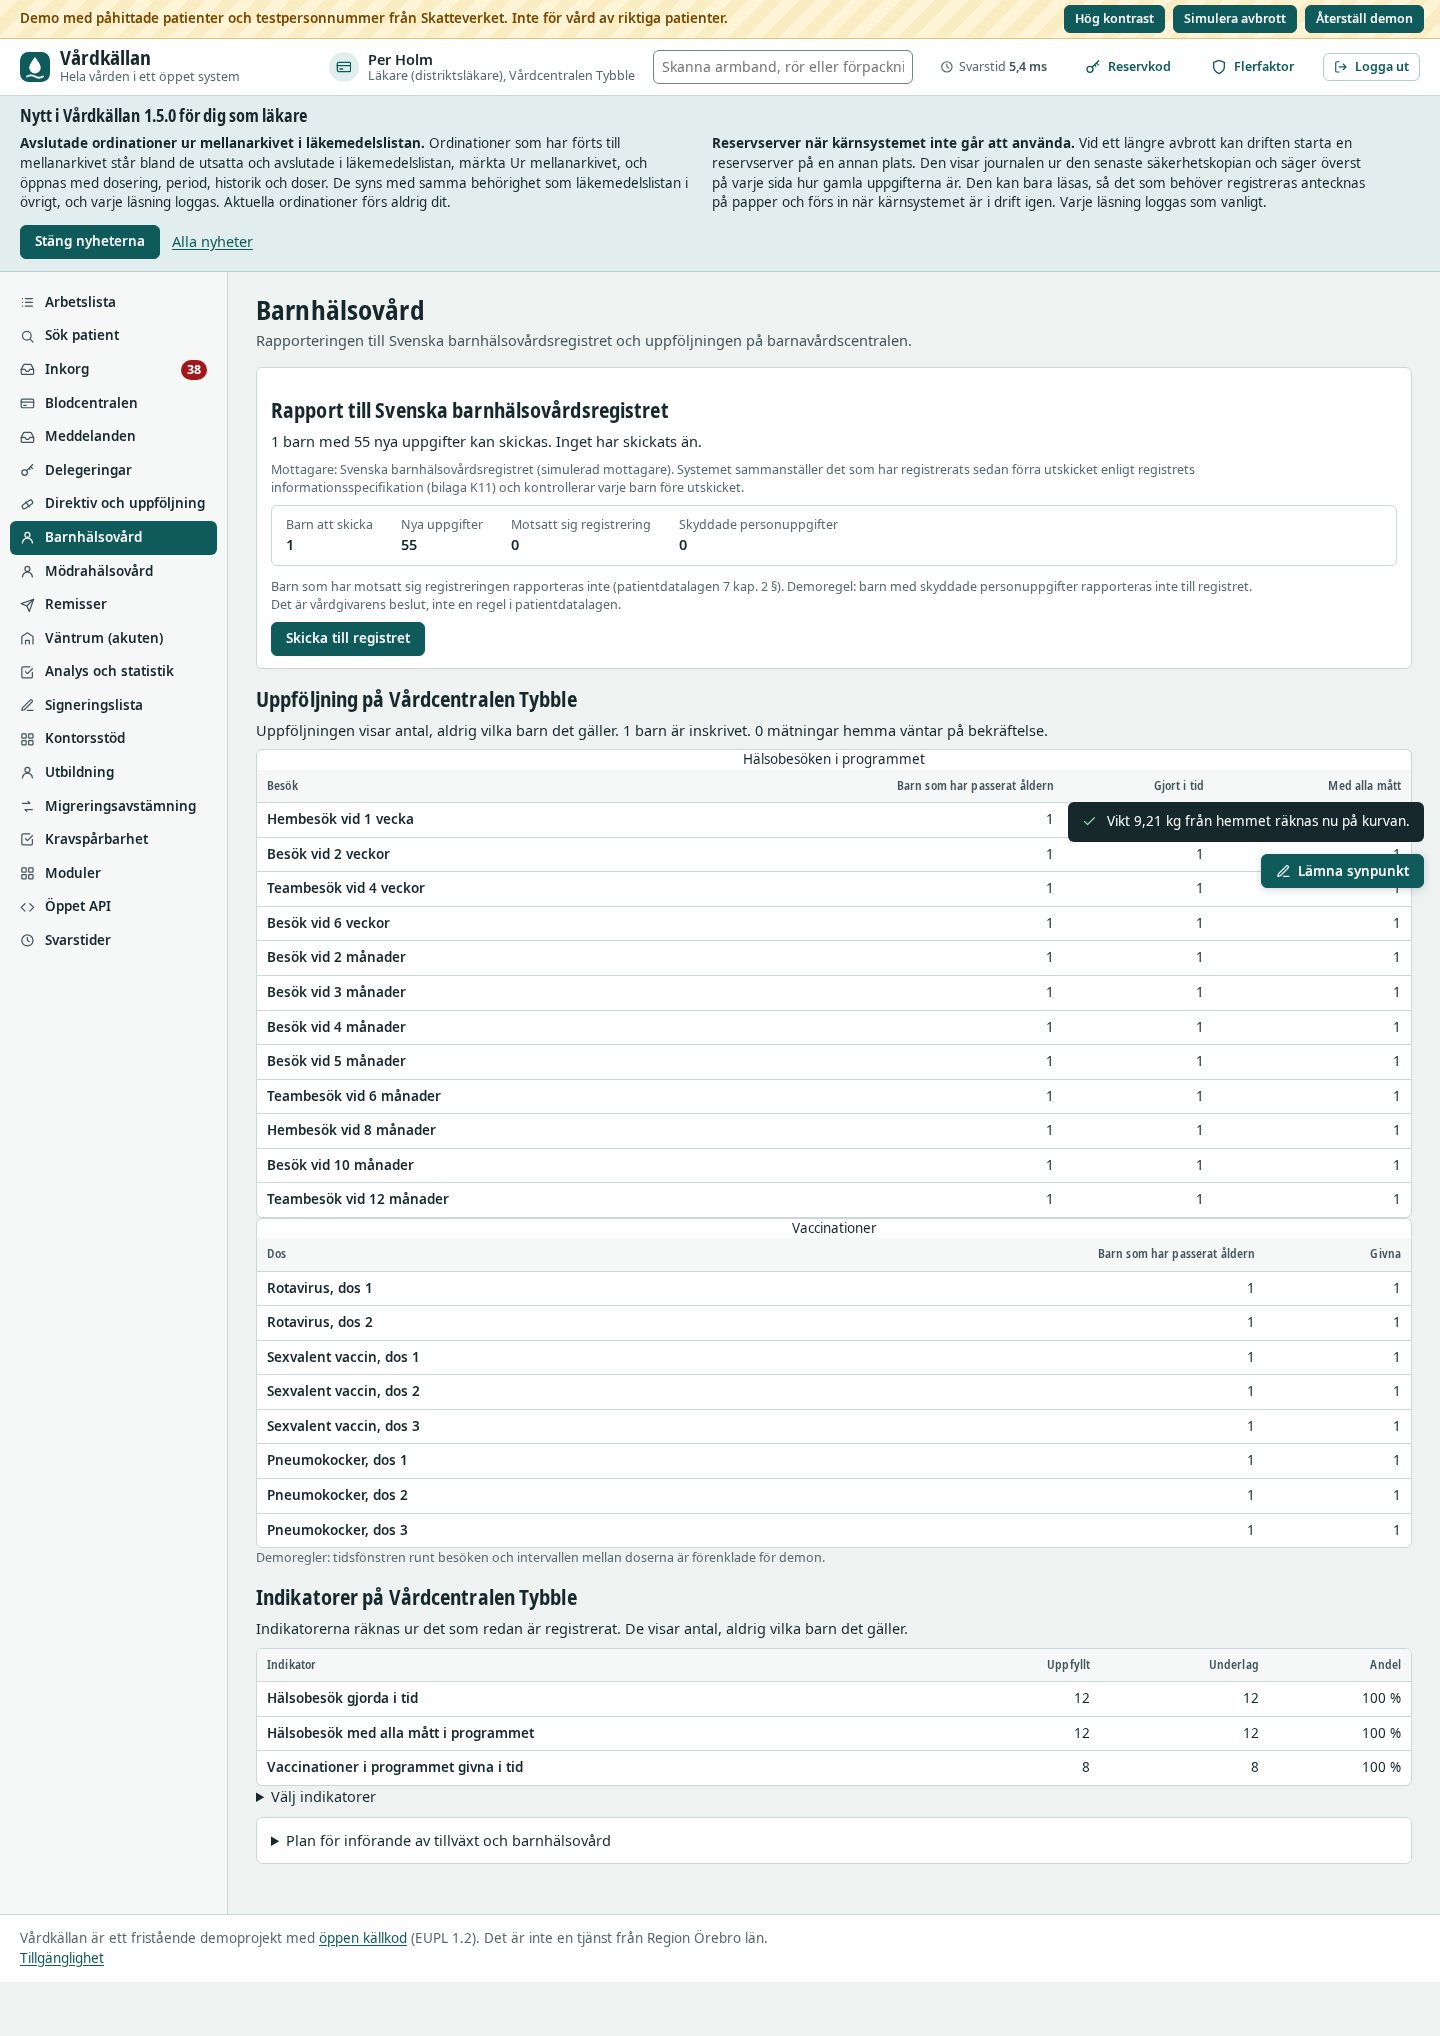 Demo med påhittade patienter och testpersonnummer från Skatteverket. Inte för vård av riktiga patienter.
Hög kontrast
Simulera avbrott
Återställ demon
Vårdkällan
Hela vården i ett öppet system
Per Holm
Läkare (distriktsläkare), Vårdcentralen Tybble
Skanna armband, rör eller förpackni
Svarstid 5,4 ms
Reservkod
Flerfaktor
Logga ut
Nytt i Vårdkällan 1.5.0 för dig som läkare
Avslutade ordinationer ur mellanarkivet i läkemedelslistan. Ordinationer som har förts till
mellanarkivet står bland de utsatta och avslutade i läkemedelslistan, märkta Ur mellanarkivet, och
öppnas med dosering, period, historik och doser. De syns med samma behörighet som läkemedelslistan i
övrigt, och varje läsning loggas. Aktuella ordinationer förs aldrig dit.
Reservserver när kärnsystemet inte går att använda. Vid ett längre avbrott kan driften starta en
reservserver på en annan plats. Den visar journalen ur den senaste säkerhetskopian och säger överst
på varje sida hur gamla uppgifterna är. Den kan bara läsas, så det som behöver registreras antecknas
på papper och förs in när kärnsystemet är i drift igen. Varje läsning loggas som vanligt.
Stäng nyheterna
Alla nyheter
Arbetslista
Sök patient
Inkorg 38
Blodcentralen
Meddelanden
Delegeringar
Direktiv och uppföljning
Barnhälsovård
Mödrahälsovård
Remisser
Väntrum (akuten)
Analys och statistik
Signeringslista
Kontorsstöd
Utbildning
Migreringsavstämning
Kravspårbarhet
Moduler
Öppet API
Svarstider
Barnhälsovård
Rapporteringen till Svenska barnhälsovårdsregistret och uppföljningen på barnavårdscentralen.
Rapport till Svenska barnhälsovårdsregistret
1 barn med 55 nya uppgifter kan skickas. Inget har skickats än.
Mottagare: Svenska barnhälsovårdsregistret (simulerad mottagare). Systemet sammanställer det som har registrerats sedan förra utskicket enligt registrets
informationsspecifikation (bilaga K11) och kontrollerar varje barn före utskicket.
Barn att skicka
1
Nya uppgifter
55
Motsatt sig registrering
0
Skyddade personuppgifter
0
Barn som har motsatt sig registreringen rapporteras inte (patientdatalagen 7 kap. 2 §). Demoregel: barn med skyddade personuppgifter rapporteras inte till registret.
Det är vårdgivarens beslut, inte en regel i patientdatalagen.
Skicka till registret
Uppföljning på Vårdcentralen Tybble
Uppföljningen visar antal, aldrig vilka barn det gäller. 1 barn är inskrivet. 0 mätningar hemma väntar på bekräftelse.
Hälsobesöken i programmet
Besök Barn som har passerat åldern Gjort i tid Med alla mått
Hembesök vid 1 vecka 1
Vikt 9,21 kg från hemmet räknas nu på kurvan.
Besök vid 2 veckor 1 1
Lämna synpunkt
Teambesök vid 4 veckor 1 1
Besök vid 6 veckor 1 1 1
Besök vid 2 månader 1 1 1
Besök vid 3 månader 1 1 1
Besök vid 4 månader 1 1 1
Besök vid 5 månader 1 1 1
Teambesök vid 6 månader 1 1 1
Hembesök vid 8 månader 1 1 1
Besök vid 10 månader 1 1 1
Teambesök vid 12 månader 1 1 1
Vaccinationer
Dos Barn som har passerat åldern Givna
Rotavirus, dos 1 1 1
Rotavirus, dos 2 1 1
Sexvalent vaccin, dos 1 1 1
Sexvalent vaccin, dos 2 1 1
Sexvalent vaccin, dos 3 1 1
Pneumokocker, dos 1 1 1
Pneumokocker, dos 2 1 1
Pneumokocker, dos 3 1 1
Demoregler: tidsfönstren runt besöken och intervallen mellan doserna är förenklade för demon.
Indikatorer på Vårdcentralen Tybble
Indikatorerna räknas ur det som redan är registrerat. De visar antal, aldrig vilka barn det gäller.
Indikator Uppfyllt Underlag Andel
Hälsobesök gjorda i tid 12 12 100 %
Hälsobesök med alla mått i programmet 12 12 100 %
Vaccinationer i programmet givna i tid 8 8 100 %
Välj indikatorer
Plan för införande av tillväxt och barnhälsovård
Vårdkällan är ett fristående demoprojekt med öppen källkod (EUPL 1.2). Det är inte en tjänst från Region Örebro län.
Tillgänglighet